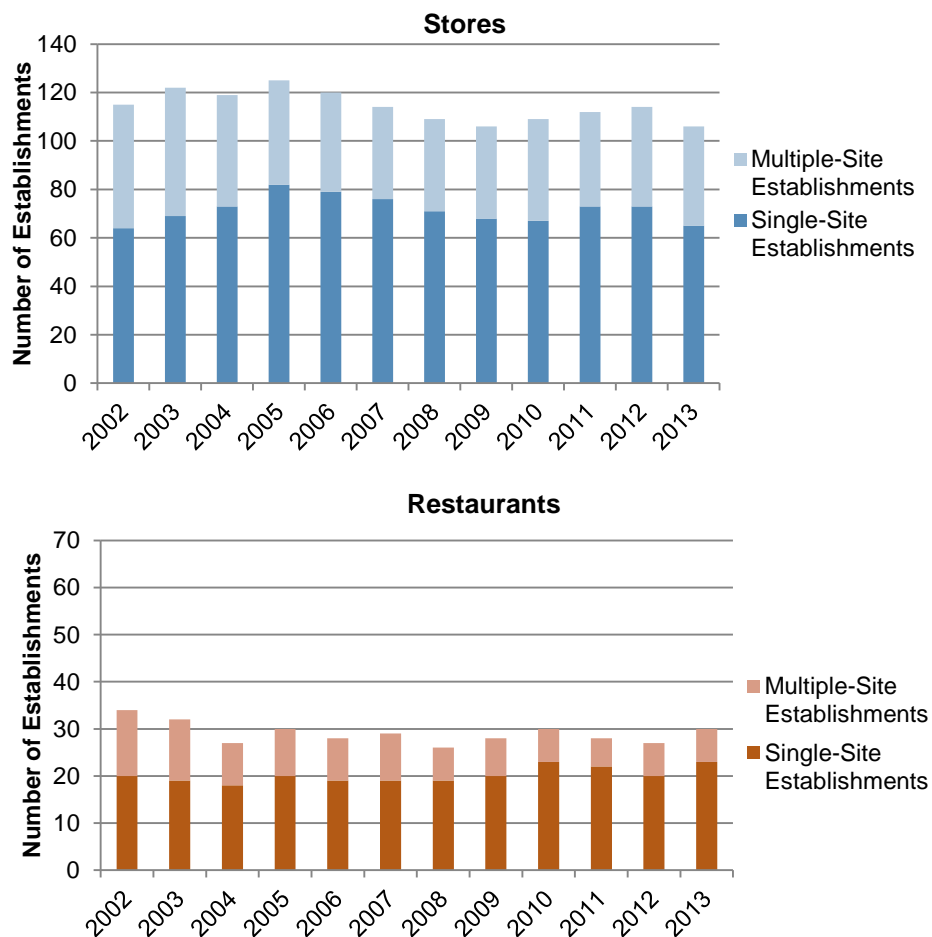 Stores
Number of Establishments
140
120
100
80
60
40
20
0
2002 2003 2004 2005 2006 2007 2008 2009 2010 2011 2012 2013
Multiple-Site
Establishments
Single-Site
Establishments
Restaurants
Number of Establishments
70
60
50
40
30
20
10
0
2002 2003 2004 2005 2006 2007 2008 2009 2010 2011 2012 2013
Multiple-Site
Establishments
Single-Site
Establishments